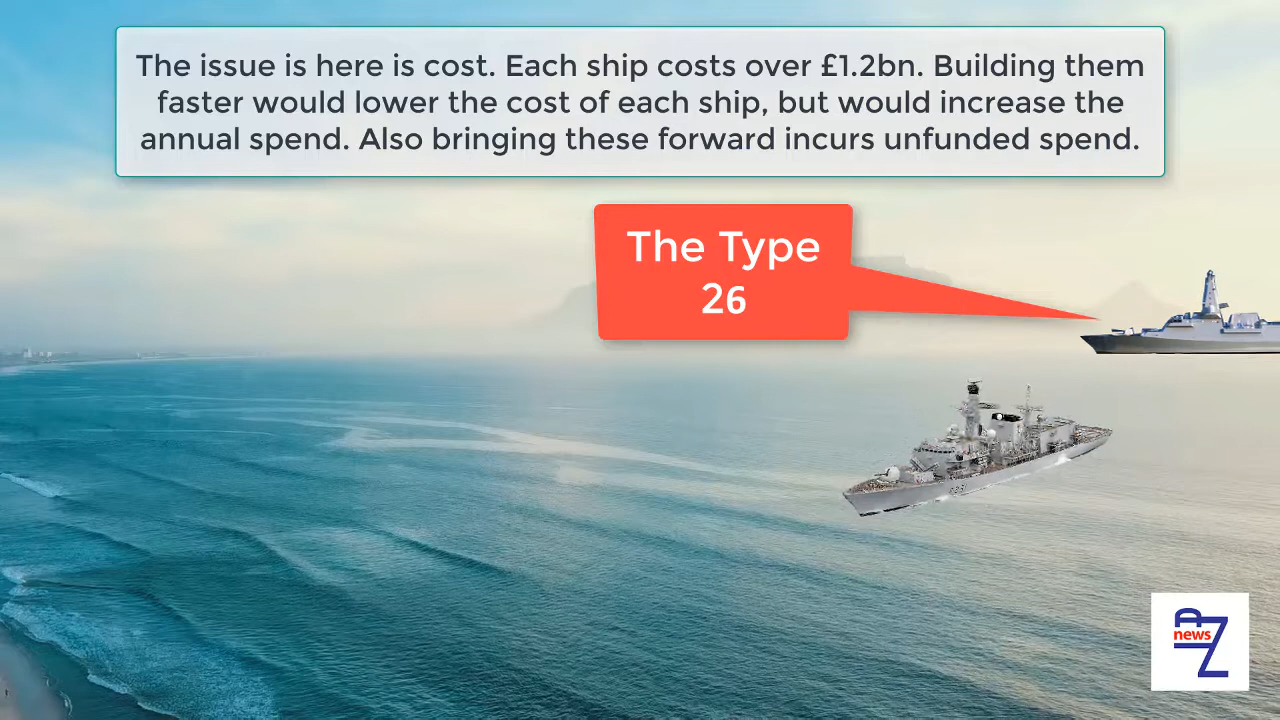 The issue is here is cost. Each ship costs over £1.2bn. Building them
faster would lower the cost of each ship, but would increase the
annual spend. Also bringing these forward incurs unfunded spend.
The Type
26
AZ
news